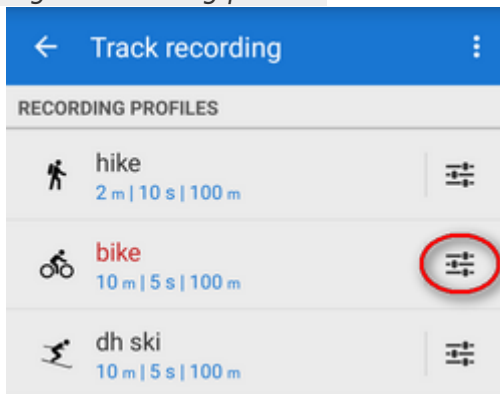 Track recording
RECORDING PROFILES
hike
2 m | 10 s | 100 m
bike
10 m | 5 s | 100 m
dh ski
10 m | 5 s | 100 m